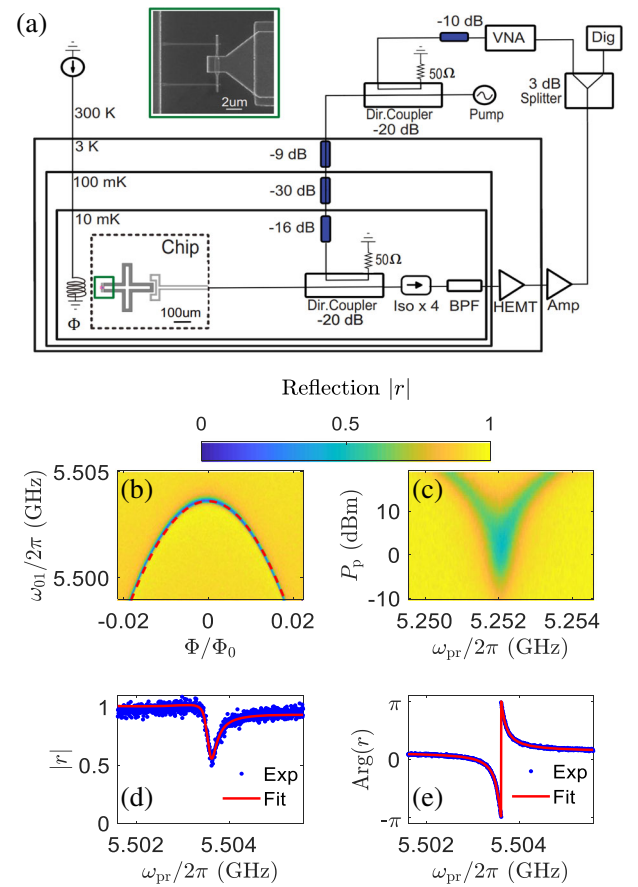 (a)
2um
-10 dB
VNA
Dig
50Ω
3 dB
Splitter
Dir.Coupler
-20 dB
Pump
300 K
3 K
-9 dB
100 mK
-30 dB
10 mK
-16 dB
Chip
50Ω
Φ
100um
Dir.Coupler
-20 dB
Iso x 4
BPF
HEMT
Amp
Reflection |r|
0 0.5 1
(b)
5.505
5.500
ω01/2π (GHz)
-0.02 0 0.02
Φ/Φ0
(c)
10
0
-10
Pp (dBm)
5.250 5.252 5.254
ωpr/2π (GHz)
1
0.5
0
|r|
Exp
Fit
(d)
5.502 5.504
ωpr/2π (GHz)
π
0
-π
Arg(r)
Exp
Fit
(e)
5.502 5.504
ωpr/2π (GHz)